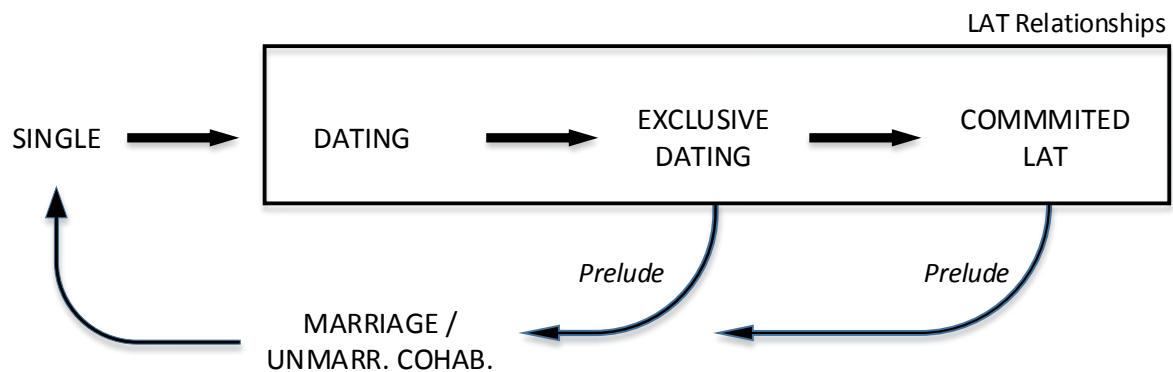 LAT Relationships
SINGLE
DATING
EXCLUSIVE
DATING
COMMMITED
LAT
Prelude
Prelude
MARRIAGE /
UNMARR. COHAB.